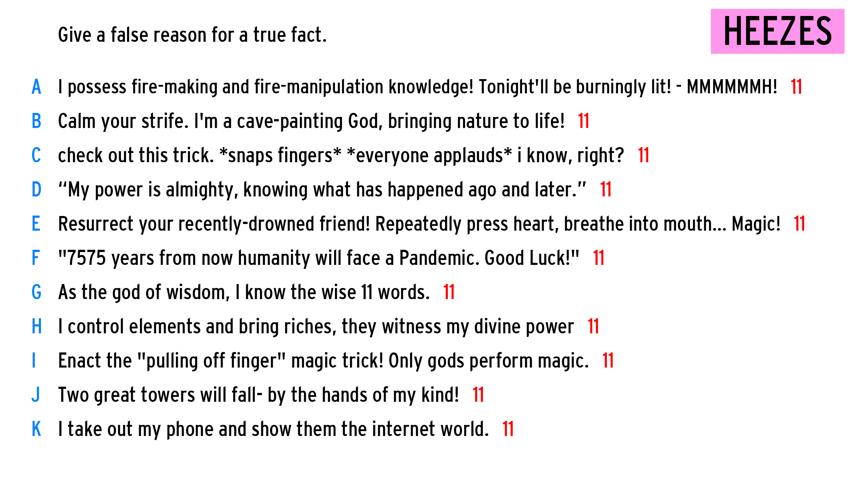 Give a false reason for a true fact.
HEEZES
A I possess fire-making and fire-manipulation knowledge! Tonight'll be burningly lit! - MMMMMMH! 11
B Calm your strife. I'm a cave-painting God, bringing nature to life! 11
C check out this trick. *snaps fingers* *everyone applauds* i know, right? 11
D “My power is almighty, knowing what has happened ago and later.” 11
E Resurrect your recently-drowned friend! Repeatedly press heart, breathe into mouth... Magic! 11
F "7575 years from now humanity will face a Pandemic. Good Luck!" 11
G As the god of wisdom, I know the wise 11 words. 11
H I control elements and bring riches, they witness my divine power 11
I Enact the "pulling off finger" magic trick! Only gods perform magic. 11
J Two great towers will fall- by the hands of my kind! 11
K I take out my phone and show them the internet world. 11